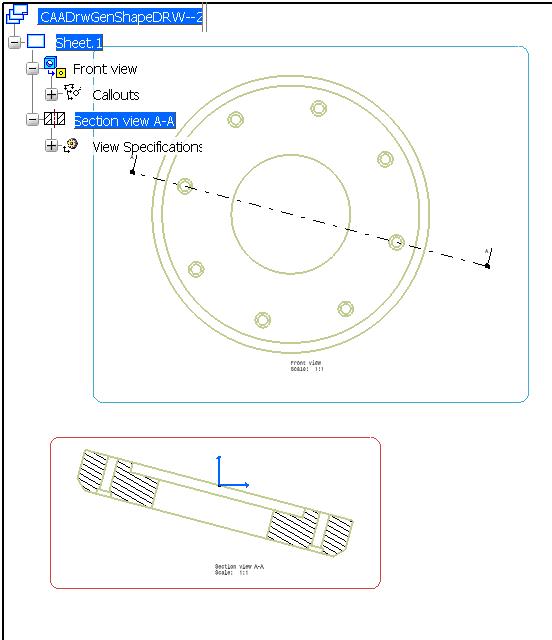 CAADrwGenShapeDRW--2
Sheet.1
Front view
Callouts
Section view A-A
View Specifications
A
A
Front view
Scale: 1:1
Section view A-A
Scale: 1:1